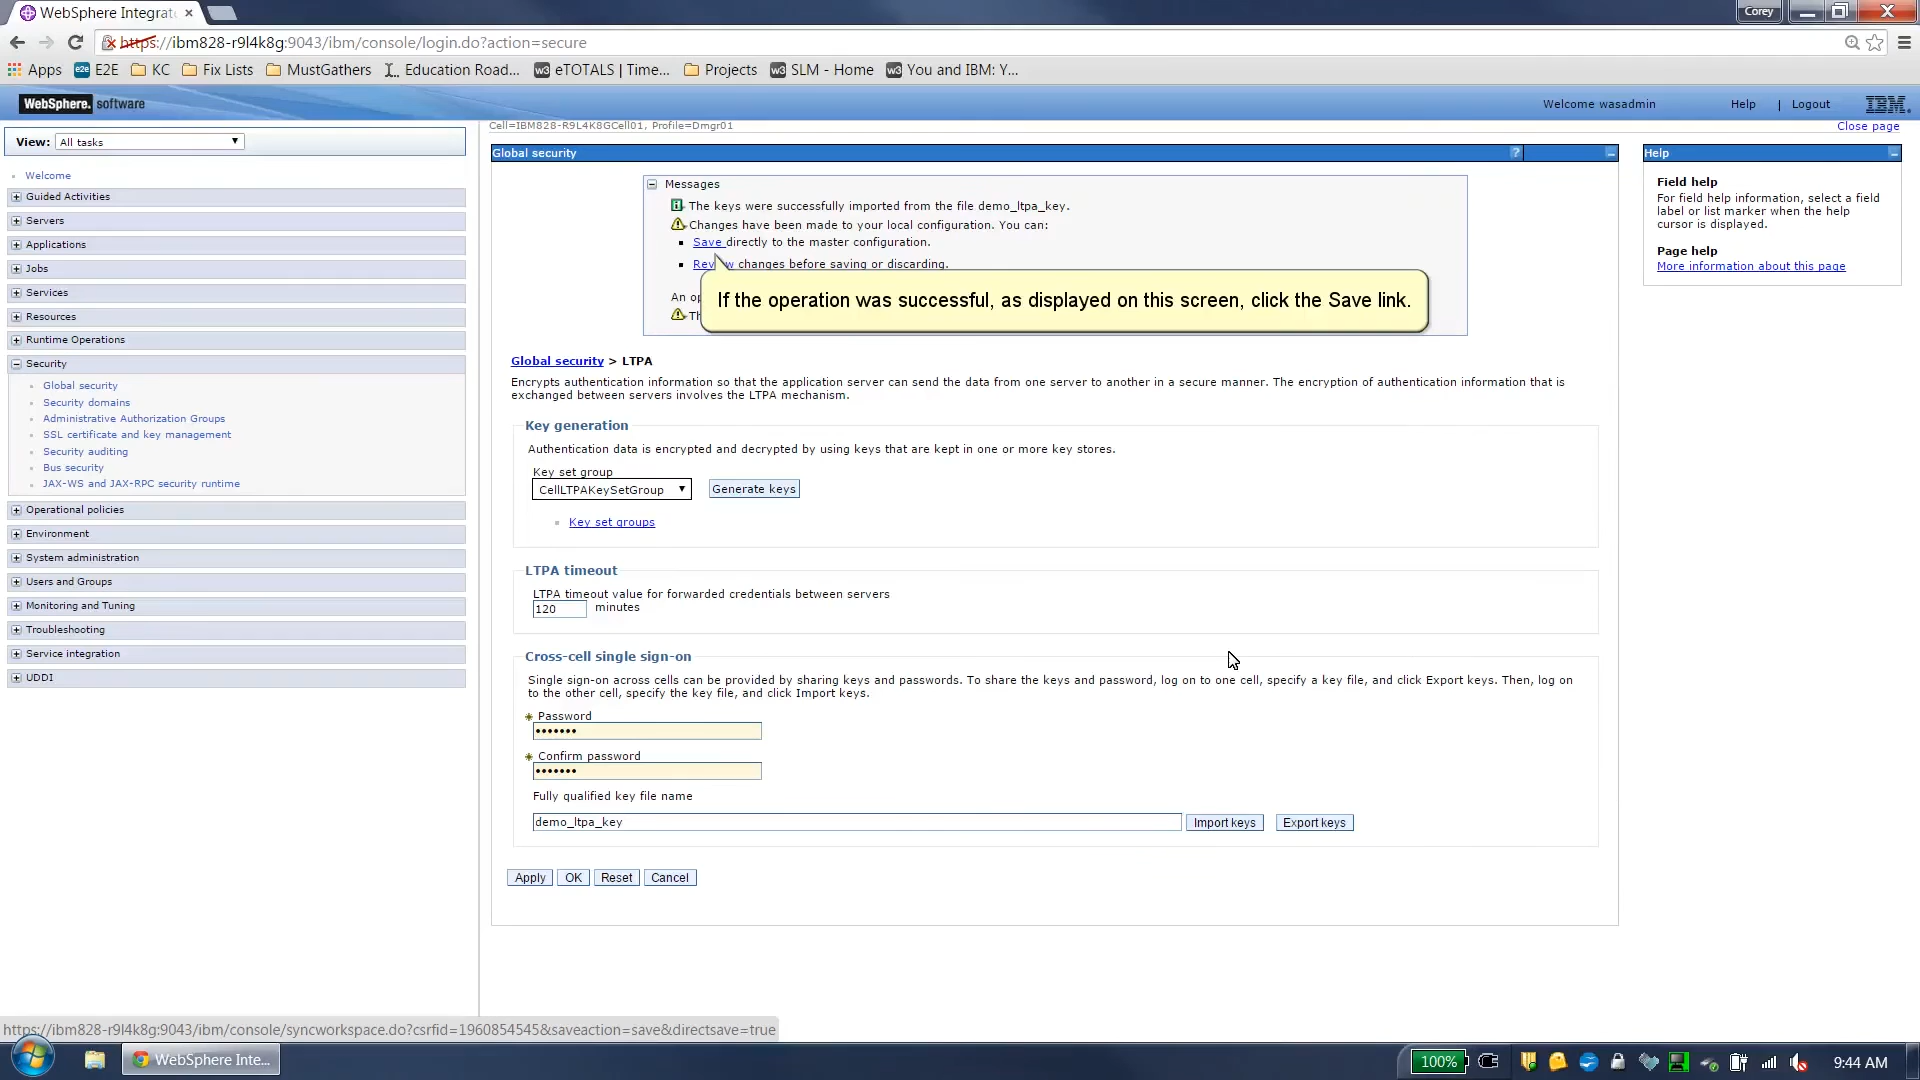 WebSphere Integrat
Corey
https://ibm828-r9l4k8g:9043/ibm/console/login.do?action=secure
Apps
e2e E2E
KC
Fix Lists
MustGathers
Education Road...
w3 eTOTALS | Time...
Projects
w3 SLM - Home
w3 You and IBM: Y...
WebSphere. software
Welcome wasadmin
Help | Logout
IBM.
View: All tasks
Welcome
Guided Activities
Servers
Applications
Jobs
Services
Resources
Runtime Operations
Security
Global security
Security domains
Administrative Authorization Groups
SSL certificate and key management
Security auditing
Bus security
JAX-WS and JAX-RPC security runtime
Operational policies
Environment
System administration
Users and Groups
Monitoring and Tuning
Troubleshooting
Service integration
UDDI
Cell=IBM828-R9L4K8GCell01, Profile=Dmgr01
Close page
Global security
?
Messages
The keys were successfully imported from the file demo_ltpa_key.
Changes have been made to your local configuration. You can:
Save directly to the master configuration.
Review changes before saving or discarding.
An op
Th
If the operation was successful, as displayed on this screen, click the Save link.
Global security > LTPA
Encrypts authentication information so that the application server can send the data from one server to another in a secure manner. The encryption of authentication information that is
exchanged between servers involves the LTPA mechanism.
Key generation
Authentication data is encrypted and decrypted by using keys that are kept in one or more key stores.
Key set group
CellLTPAKeySetGroup
Generate keys
Key set groups
LTPA timeout
LTPA timeout value for forwarded credentials between servers
120 minutes
Cross-cell single sign-on
Single sign-on across cells can be provided by sharing keys and passwords. To share the keys and password, log on to one cell, specify a key file, and click Export keys. Then, log on
to the other cell, specify the key file, and click Import keys.
* Password
•••••••
* Confirm password
•••••••
Fully qualified key file name
demo_ltpa_key
Import keys
Export keys
Apply
OK
Reset
Cancel
Help
Field help
For field help information, select a field
label or list marker when the help
cursor is displayed.
Page help
More information about this page
https://ibm828-r9l4k8g:9043/ibm/console/syncworkspace.do?csrfid=1960854545&saveaction=save&directsave=true
WebSphere Inte...
100%
9:44 AM